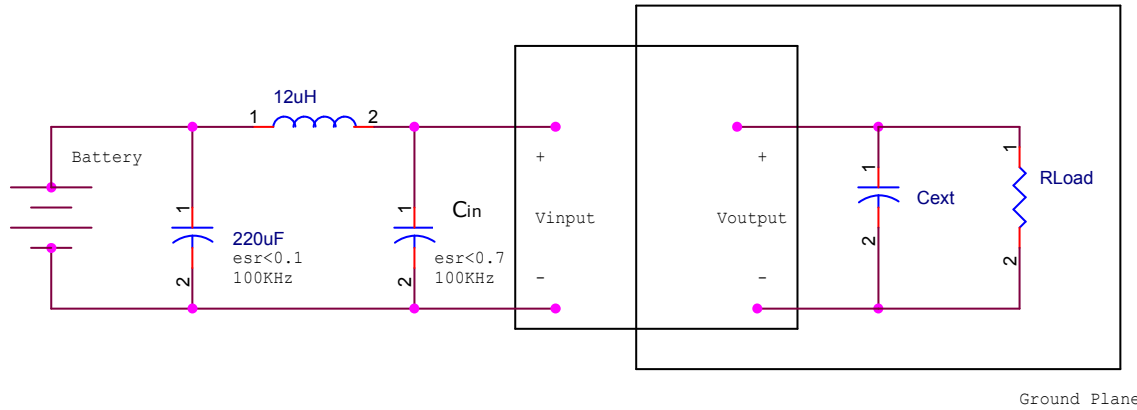 12uH
1
2
Battery
1
220uF
esr<0.1
100KHz
2
1
Cin
esr<0.7
100KHz
2
+
Vinput
-
+
Voutput
-
1
Cext
2
1
RLoad
2
Ground Plane